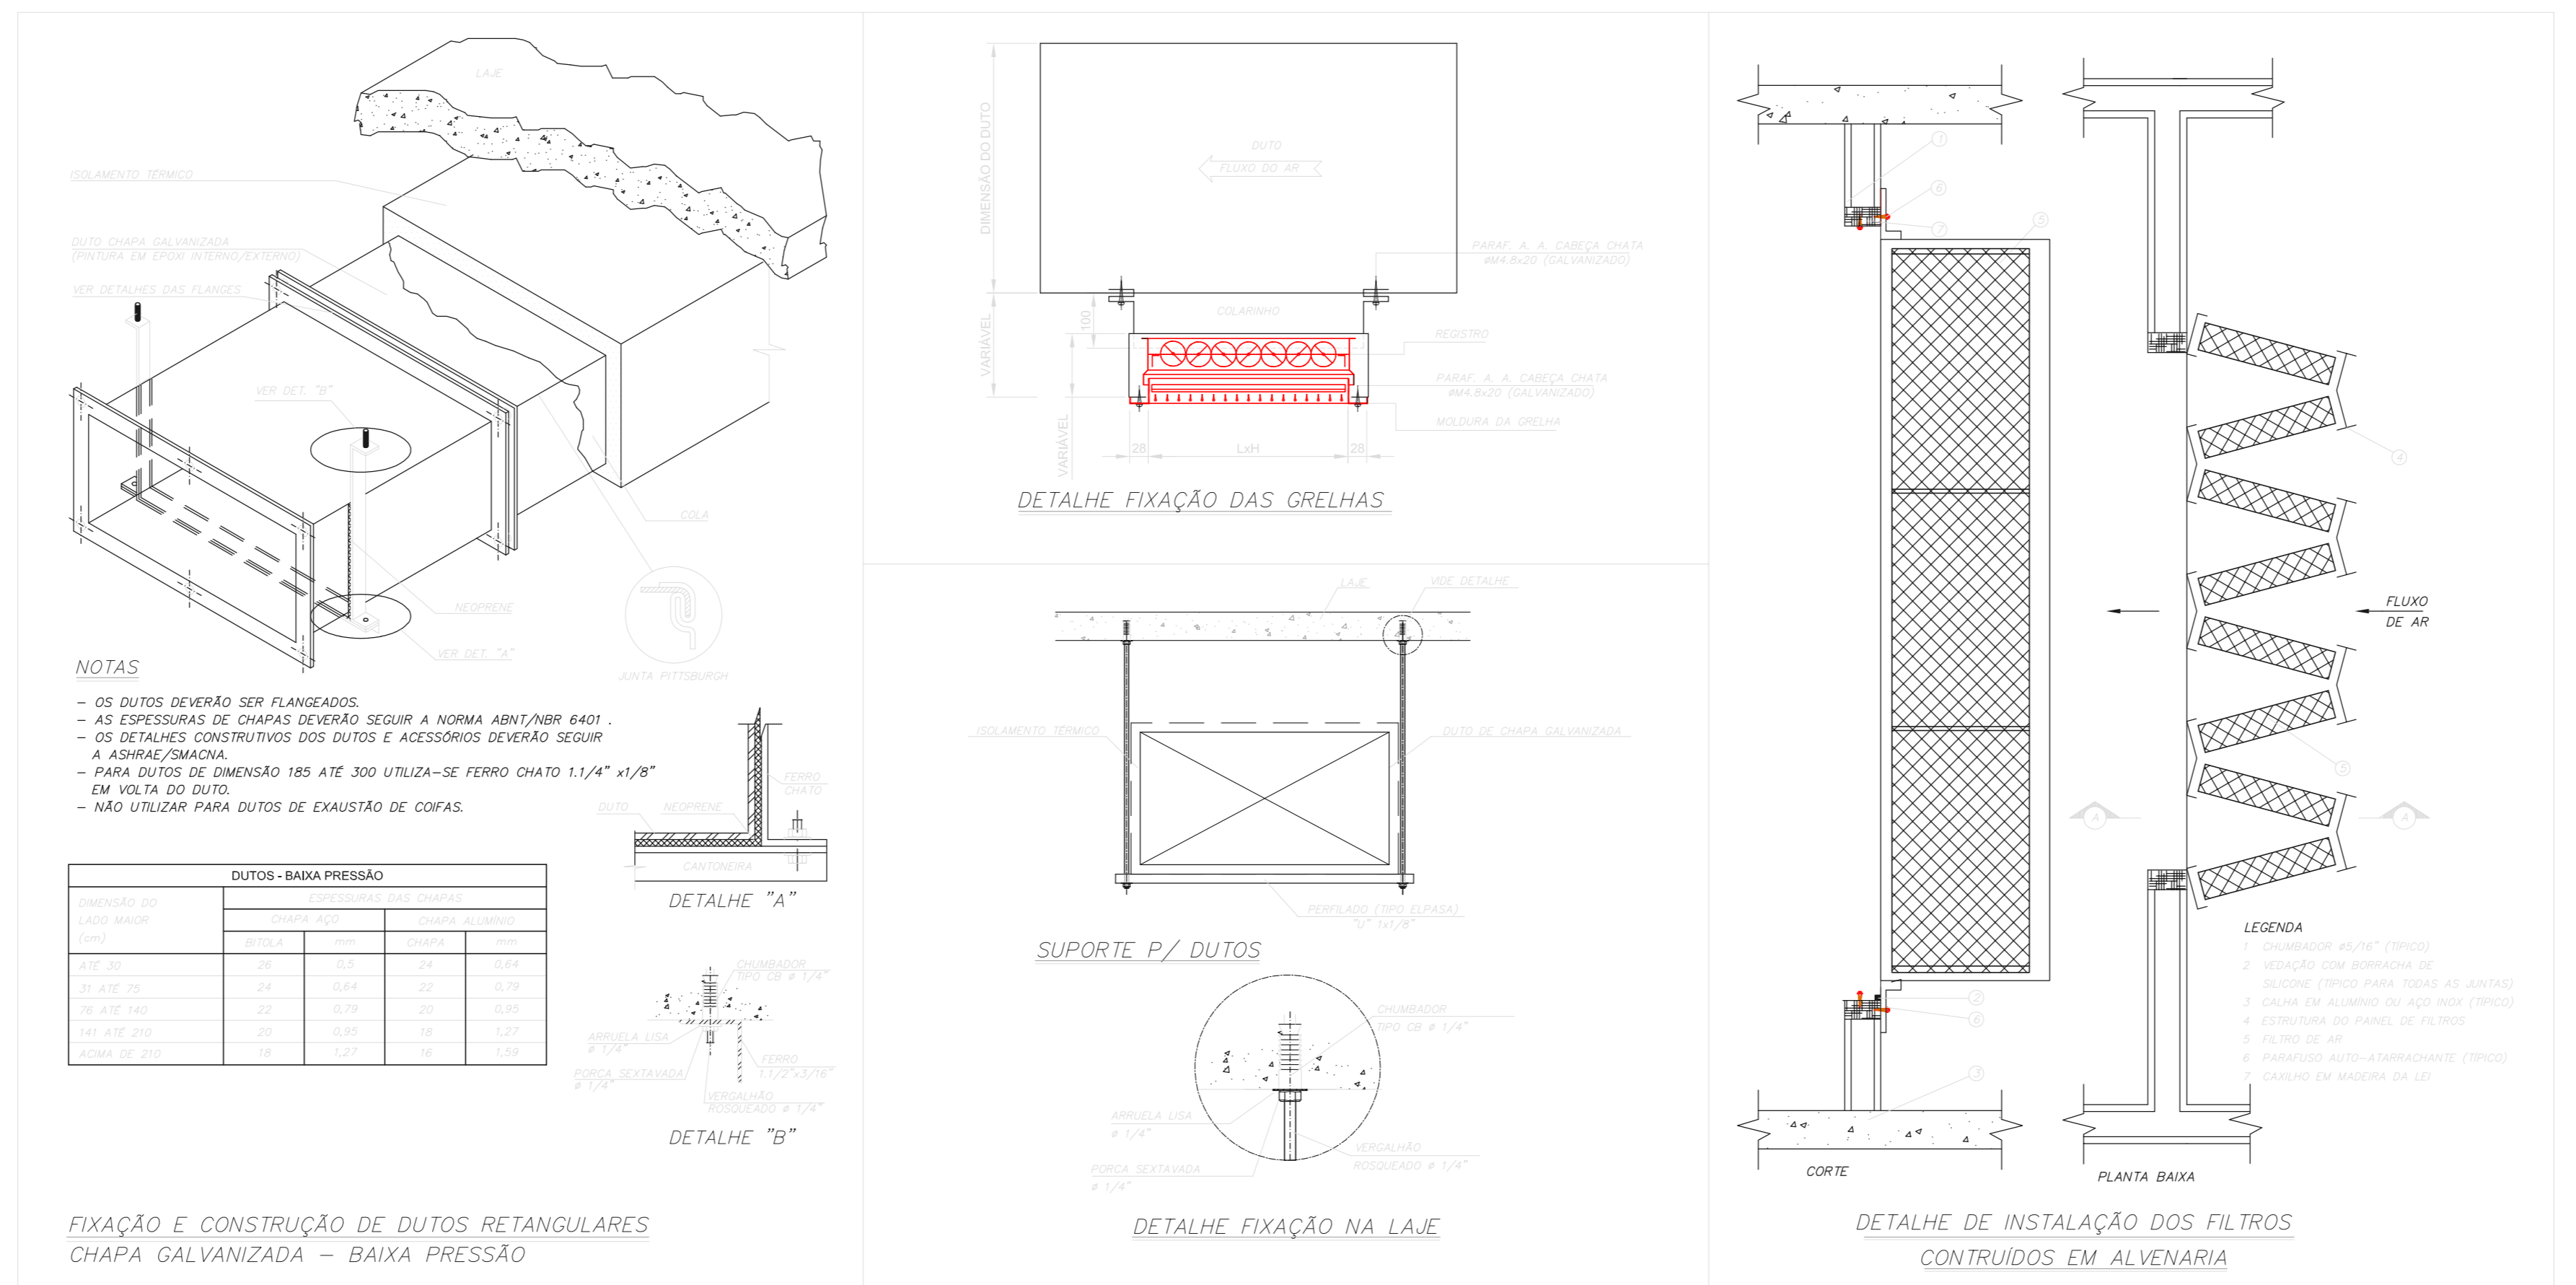 LAJE
ISOLAMENTO TÉRMICO
DUTO CHAPA GALVANIZADA
(PINTURA EM EPOXI INTERNO/EXTERNO)
VER DETALHES DAS FLANGES
VER DET. "B"
COLA
NEOPRENE
VER DET. "A"
JUNTA PITTSBURGH
NOTAS
– OS DUTOS DEVERÃO SER FLANGEADOS.
– AS ESPESSURAS DE CHAPAS DEVERÃO SEGUIR A NORMA ABNT/NBR 6401 .
– OS DETALHES CONSTRUTIVOS DOS DUTOS E ACESSÓRIOS DEVERÃO SEGUIR
A ASHRAE/SMACNA.
– PARA DUTOS DE DIMENSÃO 185 ATÉ 300 UTILIZA-SE FERRO CHATO 1.1/4" x1/8"
EM VOLTA DO DUTO.
– NÃO UTILIZAR PARA DUTOS DE EXAUSTÃO DE COIFAS.
DUTO
NEOPRENE
FERRO
CHATO
CANTONEIRA
DETALHE "A"
DUTOS - BAIXA PRESSÃO
DIMENSÃO DO
LADO MAIOR
(cm)
ESPESSURAS DAS CHAPAS
CHAPA AÇO CHAPA ALUMÍNIO
BITOLA mm CHAPA mm
ATÉ 30 26 0,5 24 0,64
31 ATÉ 75 24 0,64 22 0,79
76 ATÉ 140 22 0,79 20 0,95
141 ATÉ 210 20 0,95 18 1,27
ACIMA DE 210 18 1,27 16 1,59
CHUMBADOR
TIPO CB ø 1/4"
ARRUELA LISA
ø 1/4"
PORCA SEXTAVADA
ø 1/4"
FERRO
1.1/2"x3/16"
VERGALHÃO
ROSQUEADO ø 1/4"
DETALHE "B"
FIXAÇÃO E CONSTRUÇÃO DE DUTOS RETANGULARES
CHAPA GALVANIZADA – BAIXA PRESSÃO
DIMENSÃO DO DUTO
DUTO
FLUXO DO AR
PARAF. A. A. CABEÇA CHATA
øM4.8x20 (GALVANIZADO)
VARIÁVEL
100
COLARINHO
REGISTRO
PARAF. A. A. CABEÇA CHATA
øM4.8x20 (GALVANIZADO)
MOLDURA DA GRELHA
VARIÁVEL
28
LxH
28
DETALHE FIXAÇÃO DAS GRELHAS
LAJE
VIDE DETALHE
ISOLAMENTO TÉRMICO
DUTO DE CHAPA GALVANIZADA
PERFILADO (TIPO ELPASA)
"U" 1x1/8"
SUPORTE P/ DUTOS
CHUMBADOR
TIPO CB ø 1/4"
ARRUELA LISA
ø 1/4"
VERGALHÃO
ROSQUEADO ø 1/4"
PORCA SEXTAVADA
ø 1/4"
DETALHE FIXAÇÃO NA LAJE
1
6
7
5
2
6
3
CORTE
4
FLUXO
DE AR
5
A
A
PLANTA BAIXA
LEGENDA
1 CHUMBADOR ø5/16" (TÍPICO)
2 VEDAÇÃO COM BORRACHA DE
SILICONE (TÍPICO PARA TODAS AS JUNTAS)
3 CALHA EM ALUMÍNIO OU AÇO INOX (TÍPICO)
4 ESTRUTURA DO PAINEL DE FILTROS
5 FILTRO DE AR
6 PARAFUSO AUTO-ATARRACHANTE (TÍPICO)
7 CAXILHO EM MADEIRA DA LEI
DETALHE DE INSTALAÇÃO DOS FILTROS
CONTRUÍDOS EM ALVENARIA